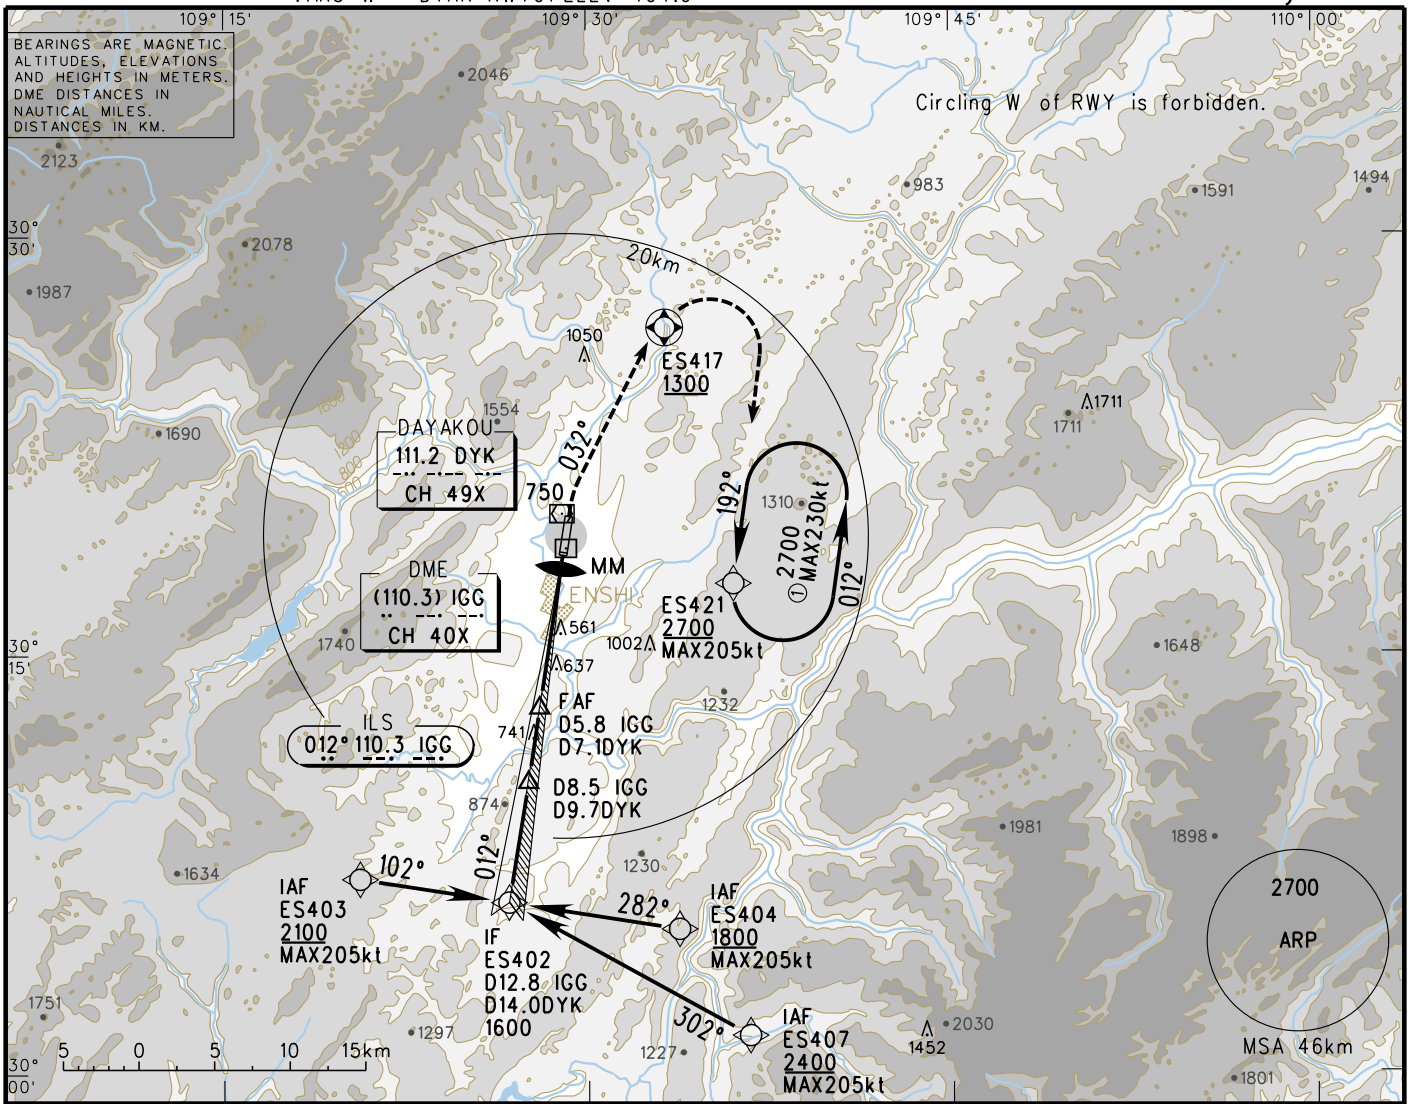 109° 15'
109° 30'
109° 45'
110° 00'
BEARINGS ARE MAGNETIC.
ALTITUDES, ELEVATIONS
AND HEIGHTS IN METERS.
DME DISTANCES IN
NAUTICAL MILES.
DISTANCES IN KM.
2046
Circling W of RWY is forbidden.
2123
983
1591
1494
30°
30'
2078
20km
1987
1050
ES417
1300
1554
1711
1711
1690
DAYAKOU
111.2 DYK
CH 49X
032°
750
192°
1310
2700
MAX230kt
①
012°
MM
DME
(110.3) IGG
CH 40X
ENSHI
ES421
2700
MAX205kt
561
1002
637
1740
30°
15'
1648
1232
FAF
D5.8 IGG
D7.1DYK
741
ILS
012° 110.3 IGG
D8.5 IGG
D9.7DYK
874
1981
1898
012°
1230
1634
102°
IAF
ES403
2100
MAX205kt
282°
IAF
ES404
1800
MAX205kt
2700
ARP
MSA 46km
IF
ES402
D12.8 IGG
D14.0DYK
1600
302°
IAF
ES407
2400
MAX205kt
1751
1297
1227
2030
1452
1801
5 0 5 10 15km
30°
00'
1200
800